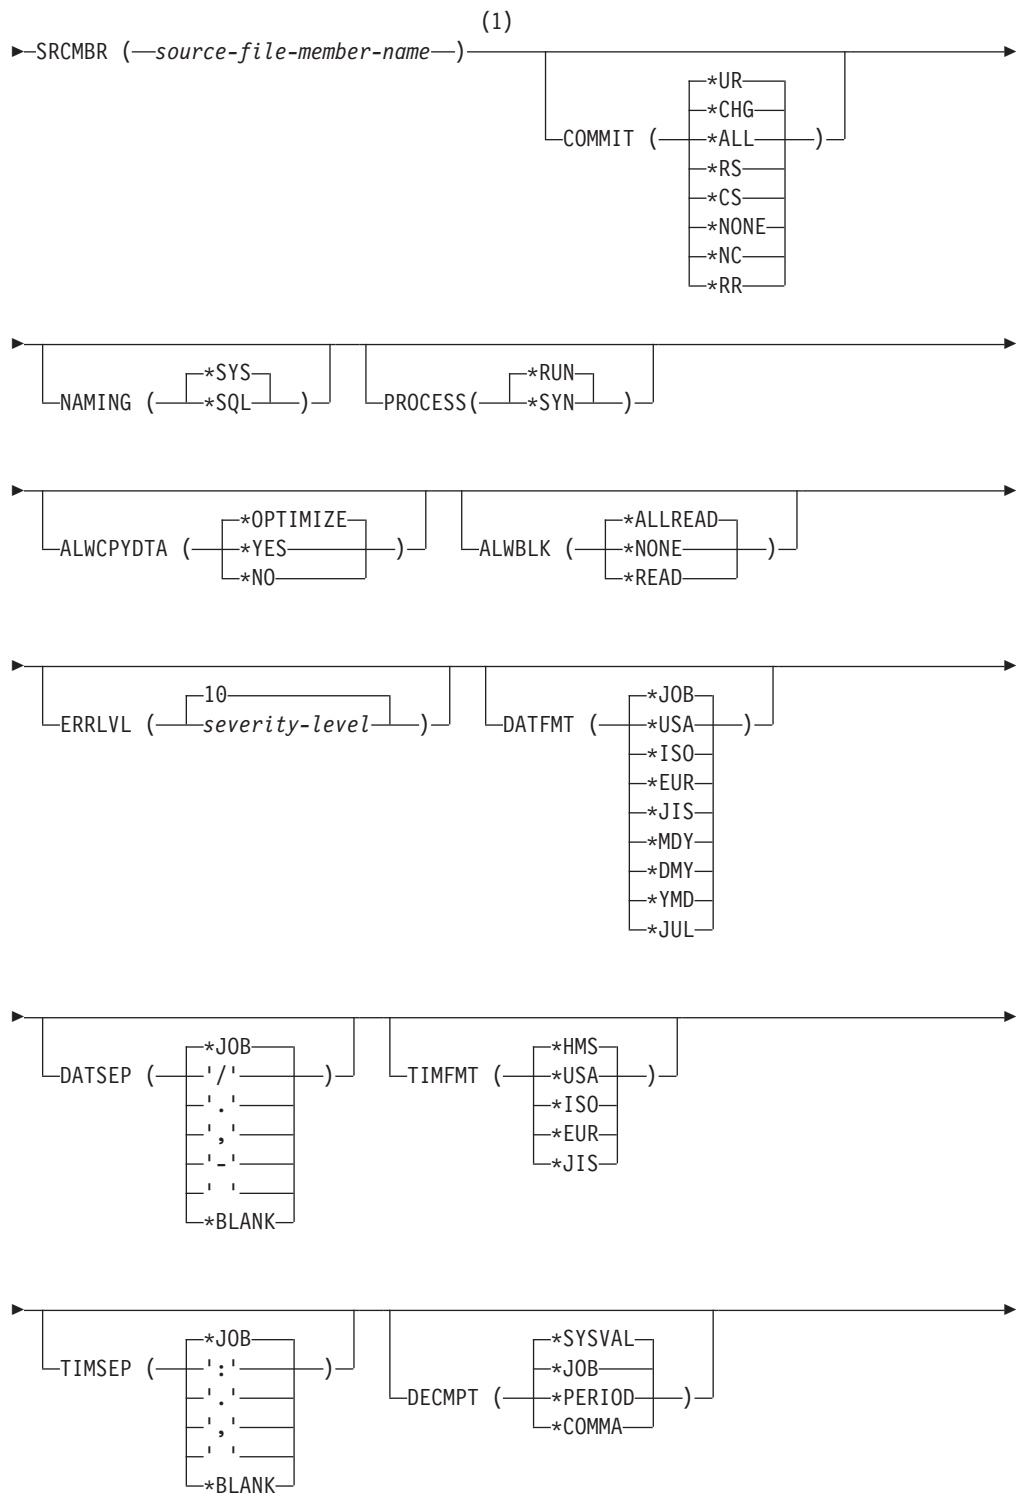 (1)
SRCMBR ( source-file-member-name )
*UR
*CHG
COMMIT ( *ALL )
*RS
*CS
*NONE
*NC
*RR
*SYS *RUN
NAMING ( *SQL ) PROCESS( *SYN )
*OPTIMIZE *ALLREAD
ALWCPYDTA ( *YES ) ALWBLK ( *NONE )
*NO *READ
10 *JOB
ERRLVL ( severity-level ) DATFMT ( *USA )
*ISO
*EUR
*JIS
*MDY
*DMY
*YMD
*JUL
*JOB *HMS
DATSEP ( '/' ) TIMFMT ( *USA )
'.' *ISO
',' *EUR
'-' *JIS
' '
*BLANK
*JOB *SYSVAL
TIMSEP ( ':' ) *JOB
'.' DECMPT ( *PERIOD )
',' *COMMA
' '
*BLANK